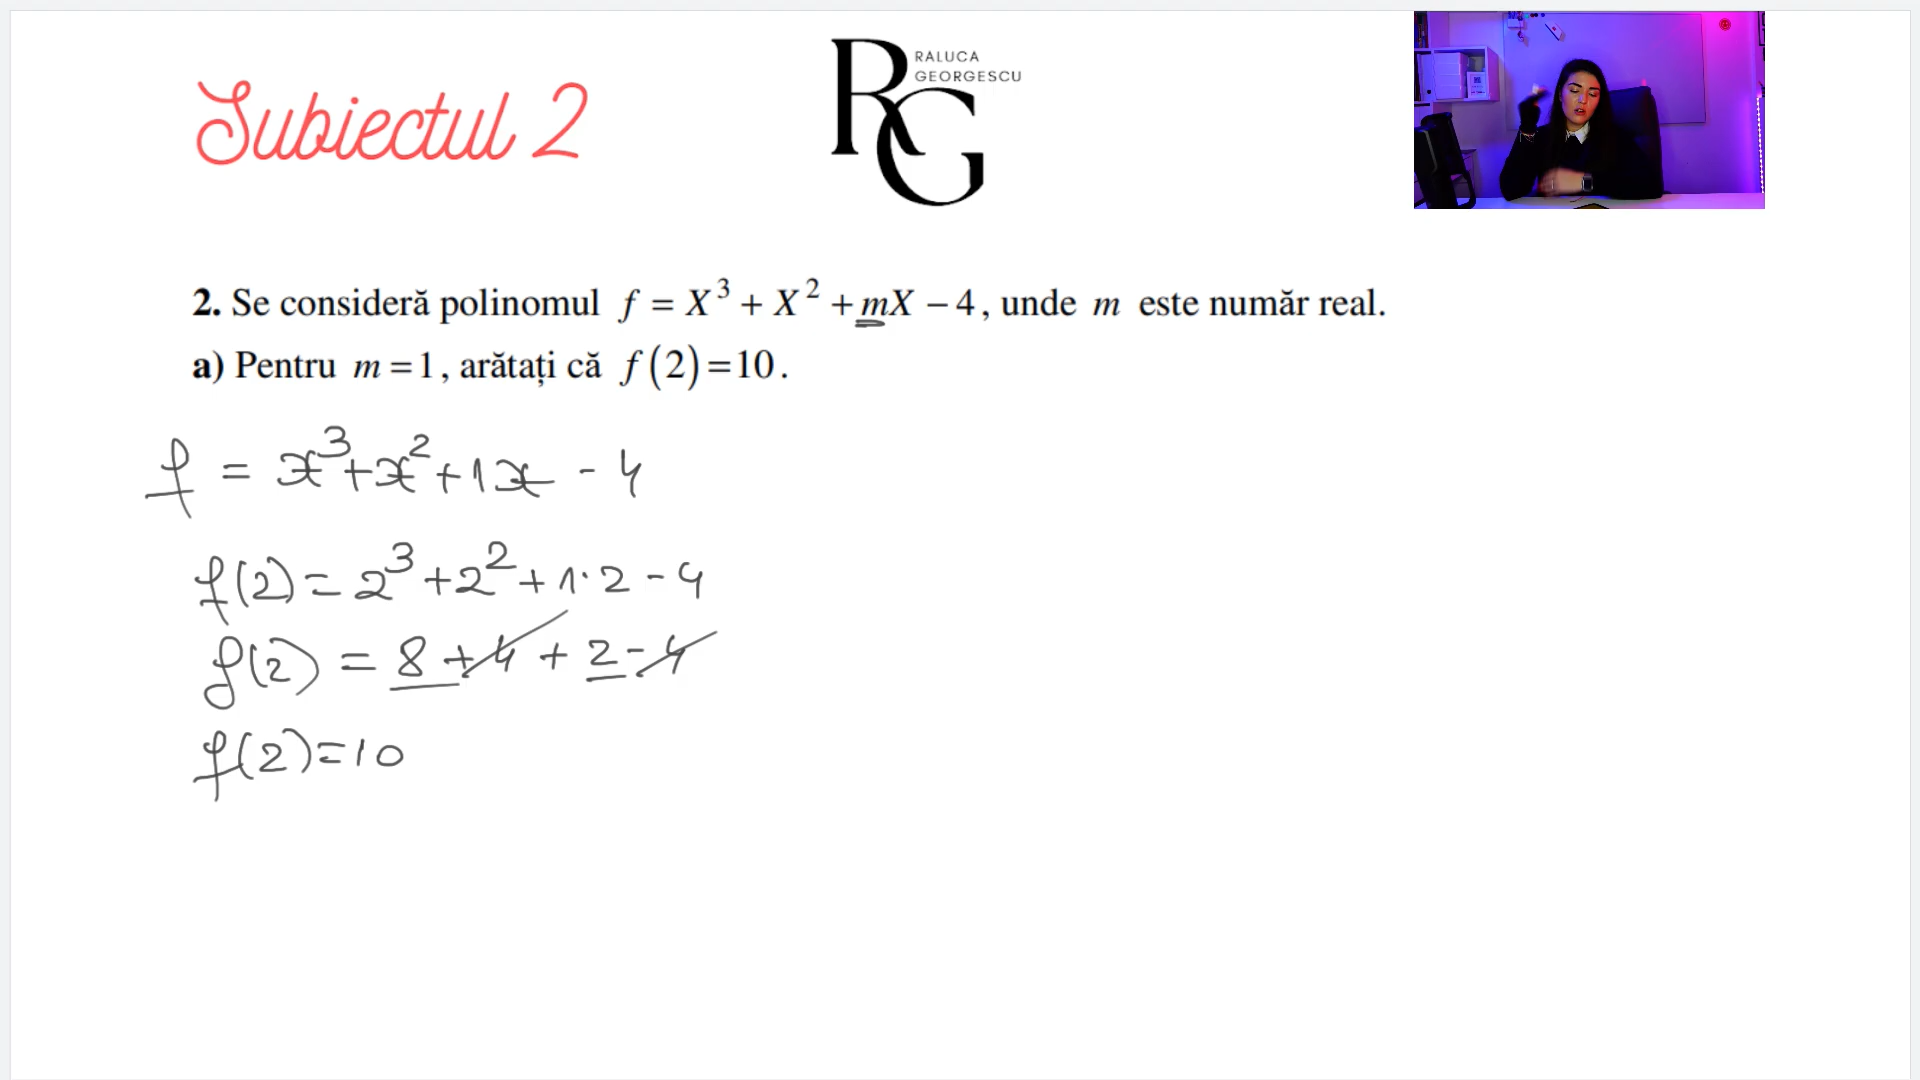 Subiectul 2
RG
RALUCA
GEORGESCU
2. Se consideră polinomul f = X³ + X² + mX − 4, unde m este număr real.
a) Pentru m = 1, arătați că f(2) = 10.
f = x³+x²+1x - 4
f(2) = 2³+2²+1·2-4
f(2) = 8+4+2-4
f(2)=10